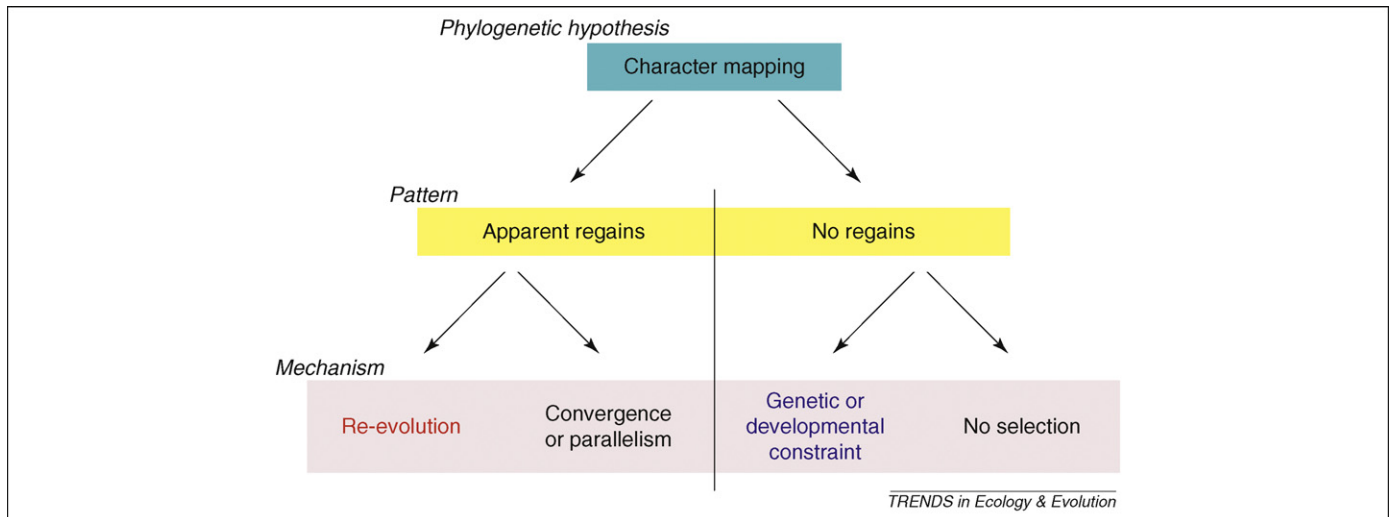 Phylogenetic hypothesis
Character mapping
Pattern
Apparent regains
No regains
Mechanism
Re-evolution
Convergence
or parallelism
Genetic or
developmental
constraint
No selection
TRENDS in Ecology & Evolution